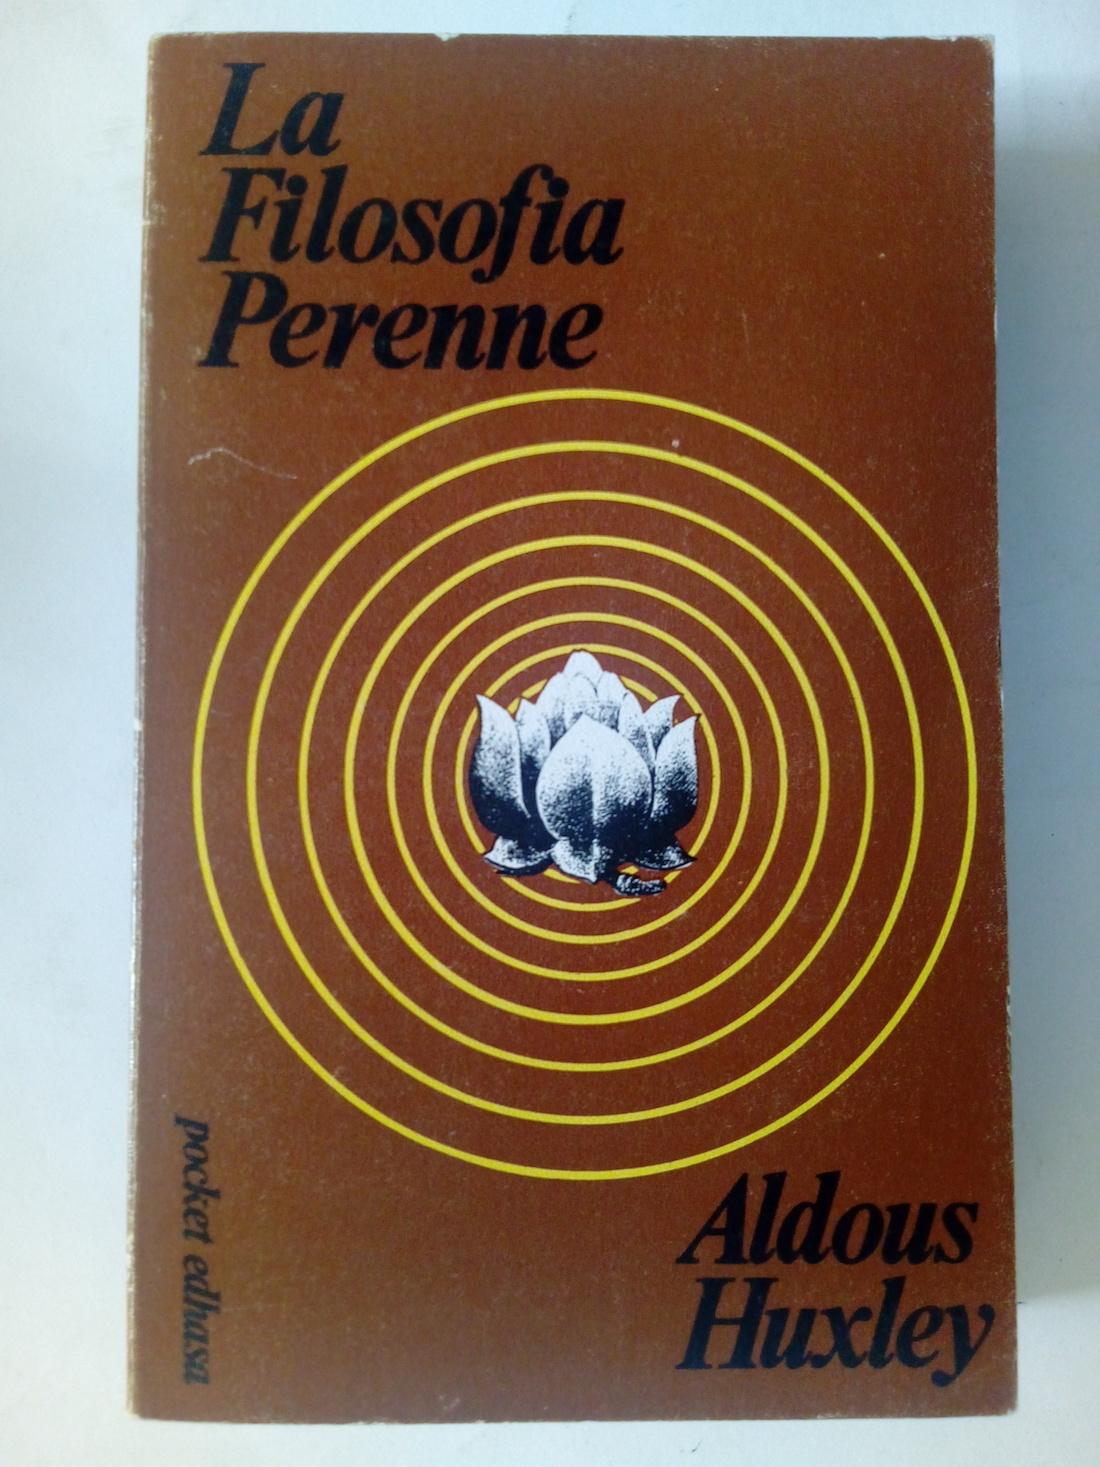 La
Filosofia
Perenne
Aldous
Huxley
pocket edhasa